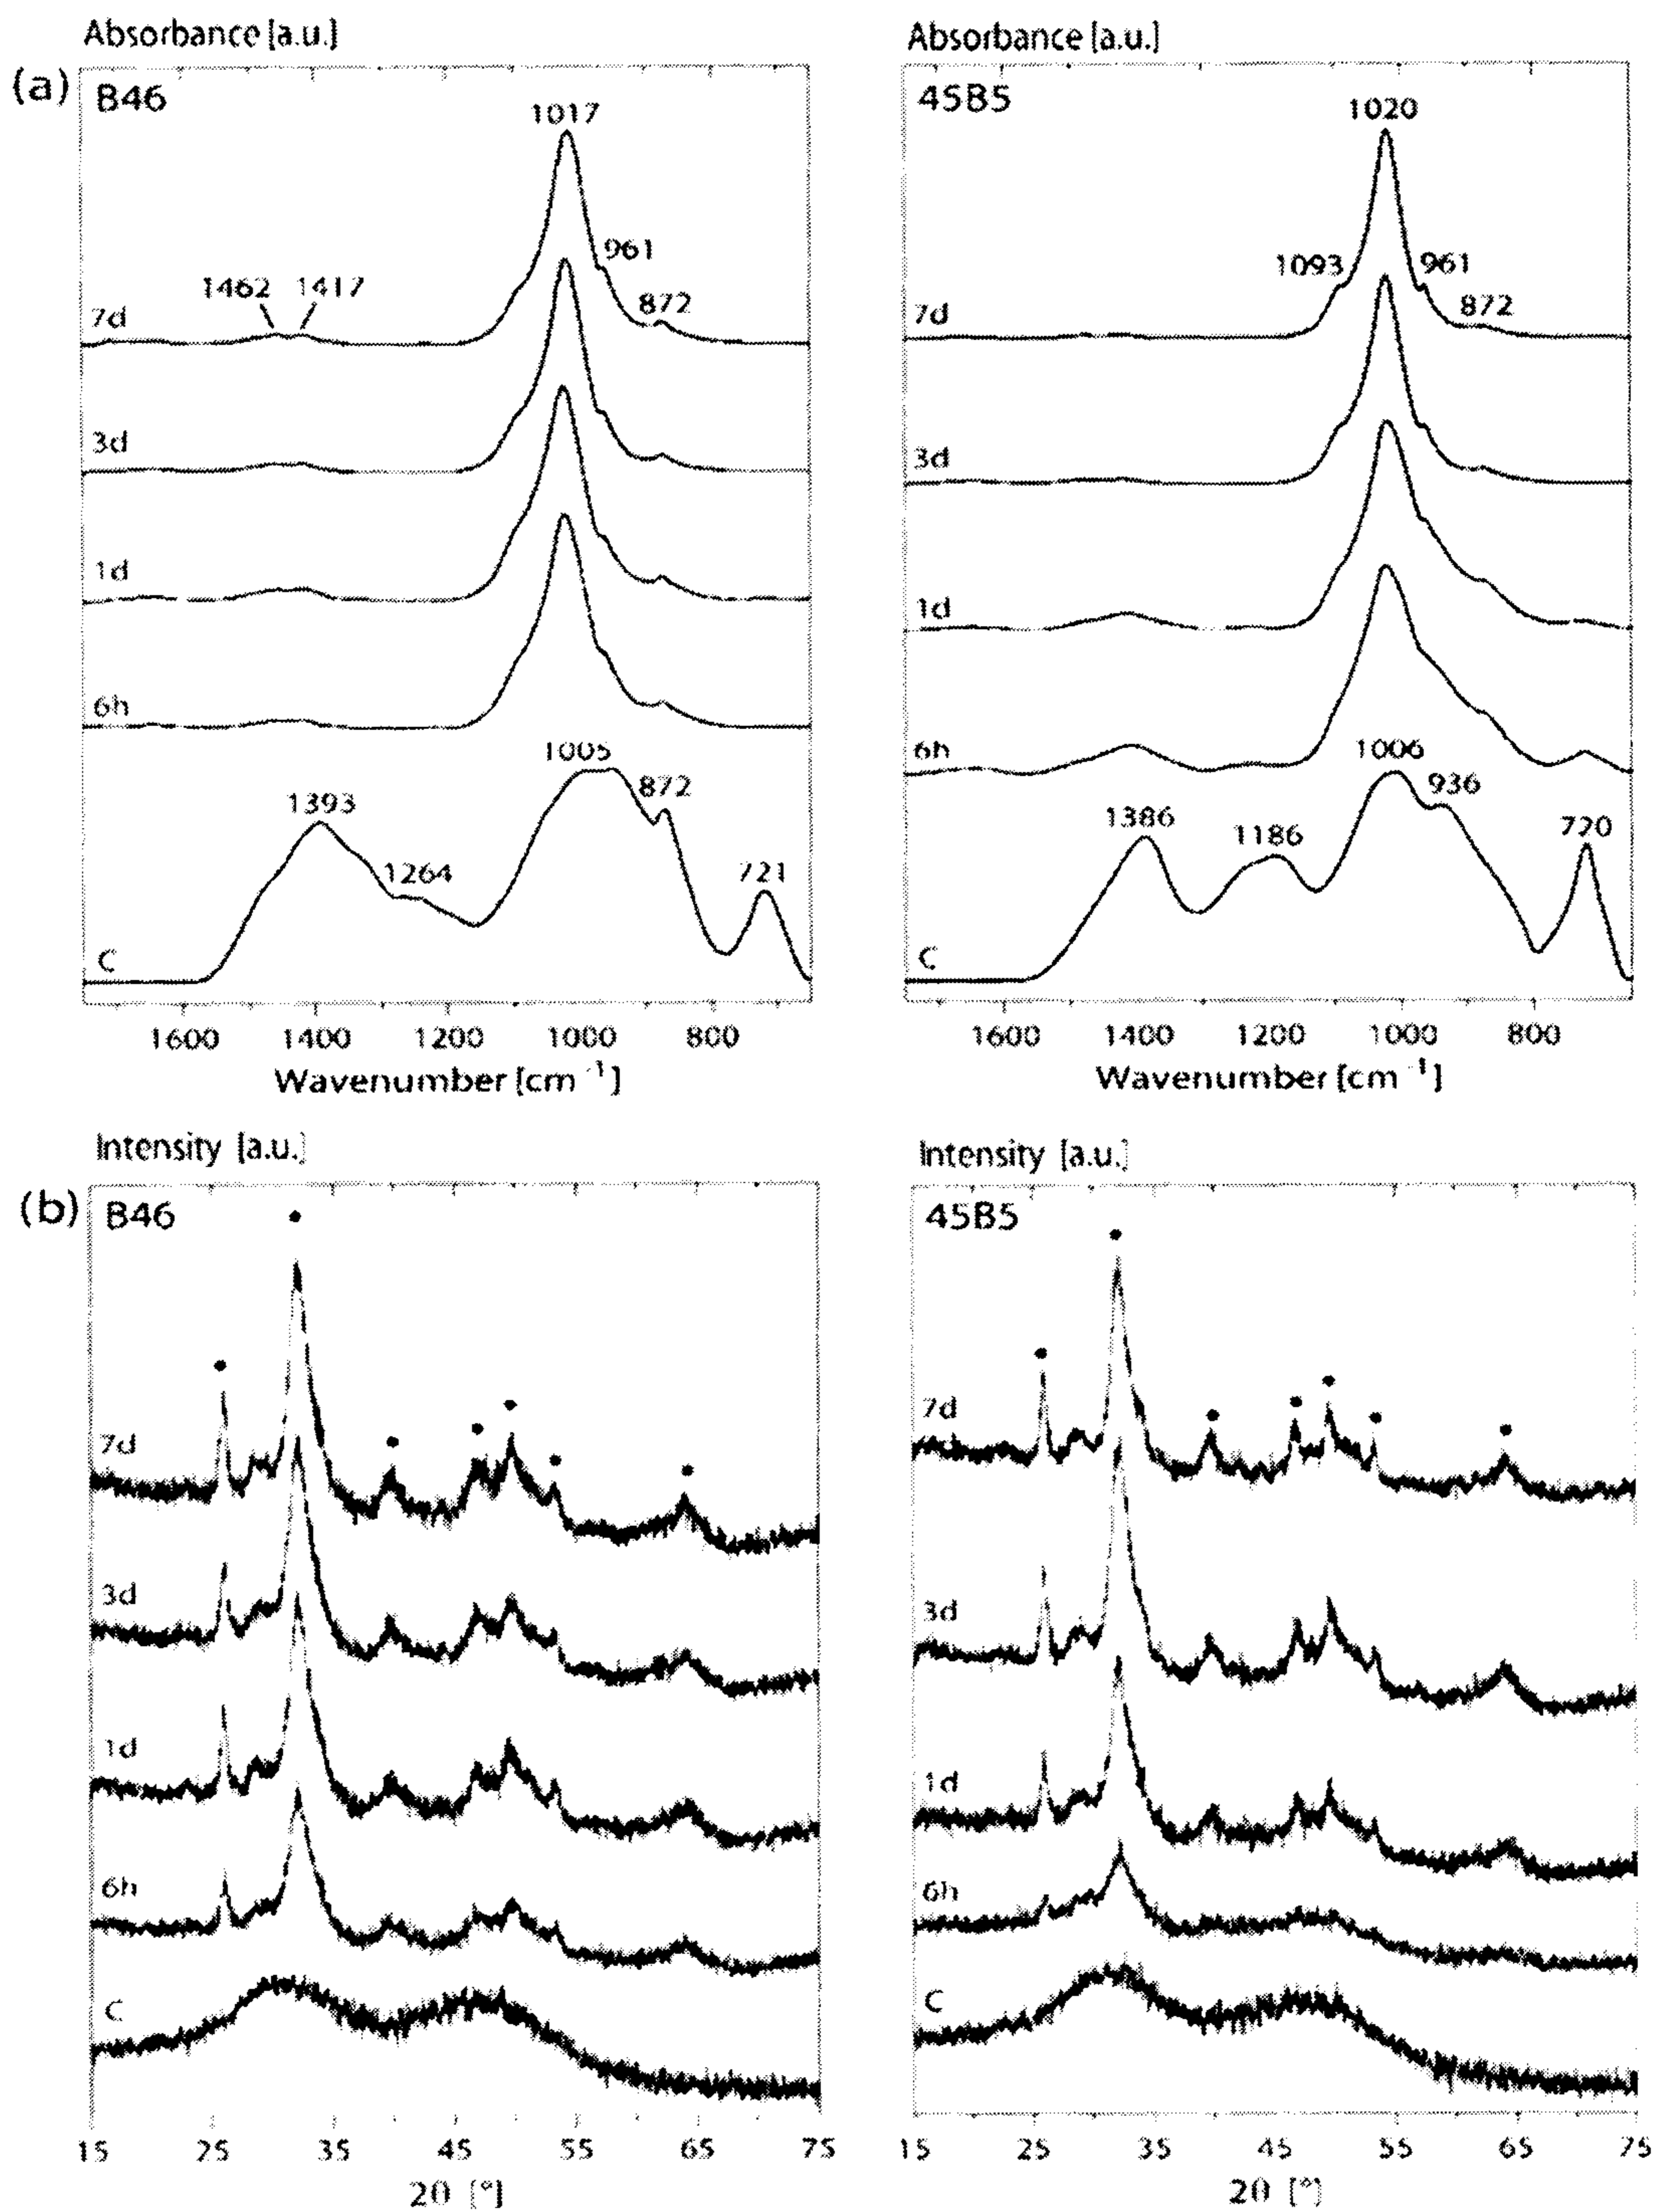 Absorbance [a.u.]
(a)
B46
1017
961
1462
1417
872
7d
3d
1d
6h
1005
872
1393
1264
721
C
1600 1400 1200 1000 800
Wavenumber [cm⁻¹]
Absorbance [a.u.]
45B5
1020
1093
961
872
7d
3d
1d
6h
1006
936
1386
1186
720
C
1600 1400 1200 1000 800
Wavenumber [cm⁻¹]
Intensity [a.u.]
(b)
B46
7d
3d
1d
6h
C
15 25 35 45 55 65 75
2θ [°]
Intensity [a.u.]
45B5
7d
3d
1d
6h
C
15 25 35 45 55 65 75
2θ [°]